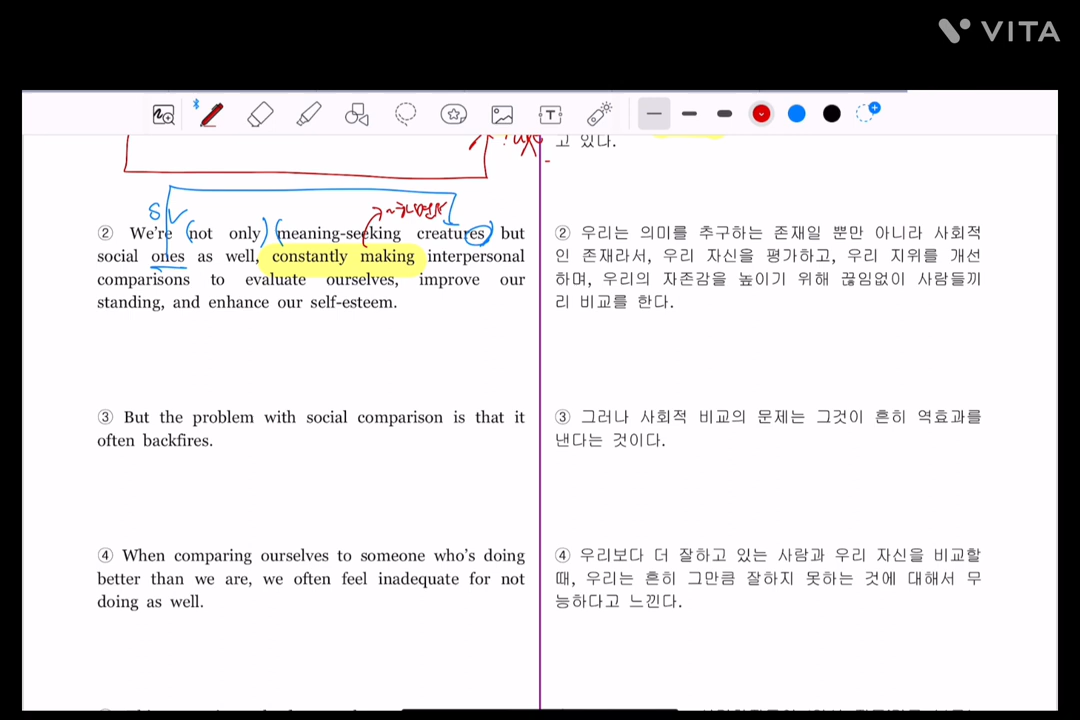 VITA
고 있다.
② We're not only meaning-seeking creatures but
social ones as well, constantly making interpersonal
comparisons to evaluate ourselves, improve our
standing, and enhance our self-esteem.
② 우리는 의미를 추구하는 존재일 뿐만 아니라 사회적
인 존재라서, 우리 자신을 평가하고, 우리 지위를 개선
하며, 우리의 자존감을 높이기 위해 끊임없이 사람들끼
리 비교를 한다.
③ But the problem with social comparison is that it
often backfires.
③ 그러나 사회적 비교의 문제는 그것이 흔히 역효과를
낸다는 것이다.
④ When comparing ourselves to someone who's doing
better than we are, we often feel inadequate for not
doing as well.
④ 우리보다 더 잘하고 있는 사람과 우리 자신을 비교할
때, 우리는 흔히 그만큼 잘하지 못하는 것에 대해서 무
능하다고 느낀다.